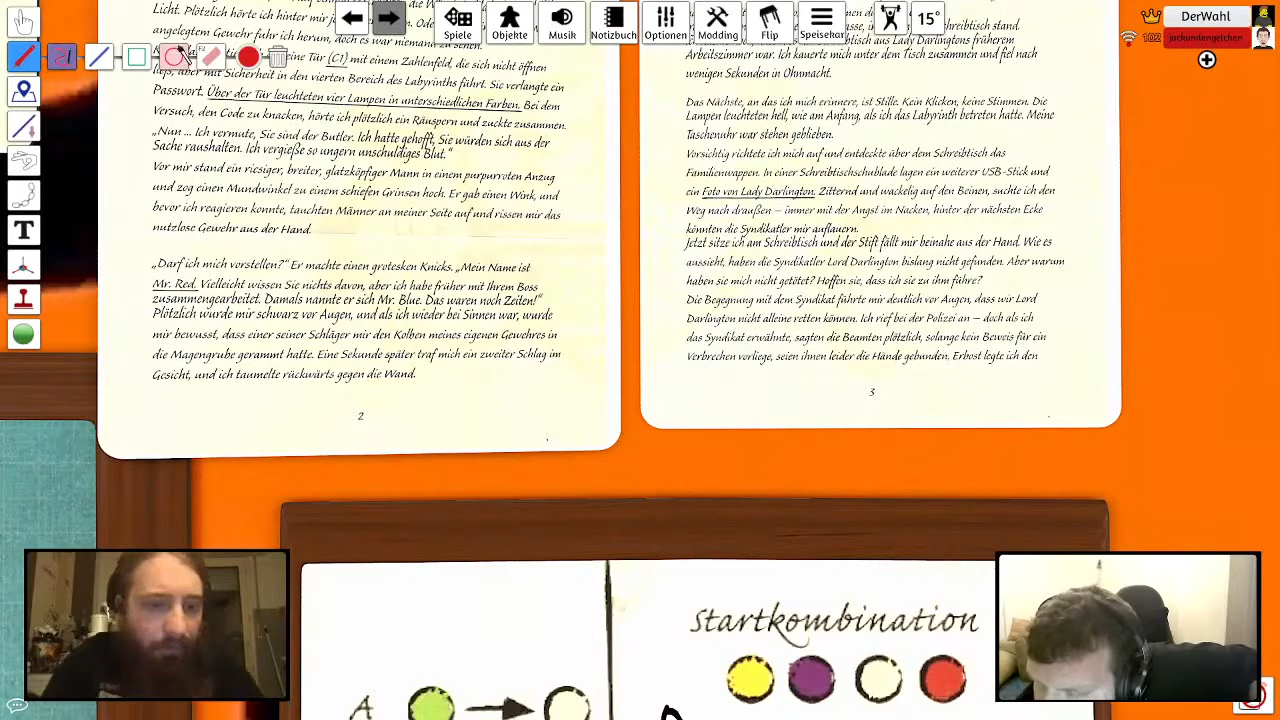 Spiele
Objekte
Musik
Notizbuch
Optionen
Modding
Flip
Speisekar
15°
DerWahl
102
jackundengelchen
F2
T
Licht. Plötzlich hörte ich hinter mir
angelegtem Gewehr fuhr ich herum, doch es war niemand zu sehen.
eine Tür (C1) mit einem Zahlenfeld, die sich nicht öffnen
ließ, aber mit Sicherheit in den vierten Bereich des Labyrinths führt. Sie verlangte ein
Passwort. Über der Tür leuchteten vier Lampen in unterschiedlichen Farben. Bei dem
Versuch, den Code zu knacken, hörte ich plötzlich ein Räuspern und zuckte zusammen.
„Nun ... Ich vermute, Sie sind der Butler. Ich hatte gehofft, Sie würden sich aus der
Sache raushalten. Ich vergieße so ungern unschuldiges Blut.“
Vor mir stand ein riesiger, breiter, glatzköpfiger Mann in einem purpurroten Anzug
und zog einen Mundwinkel zu einem schiefen Grinsen hoch. Er gab einen Wink, und
bevor ich reagieren konnte, tauchten Männer an meiner Seite auf und rissen mir das
nutzlose Gewehr aus der Hand.
„Darf ich mich vorstellen?“ Er machte einen grotesken Knicks. „Mein Name ist
Mr. Red. Vielleicht wissen Sie nichts davon, aber ich habe früher mit Ihrem Boss
zusammengearbeitet. Damals nannte er sich Mr. Blue. Das waren noch Zeiten!“
Plötzlich wurde mir schwarz vor Augen, und als ich wieder bei Sinnen war, wurde
mir bewusst, dass einer seiner Schläger mir den Kolben meines eigenen Gewehres in
die Magengrube gerammt hatte. Eine Sekunde später traf mich ein zweiter Schlag im
Gesicht, und ich taumelte rückwärts gegen die Wand.
2
Schreibtisch stand.
aus Lady Darlingtons früherem
Arbeitszimmer war. Ich kauerte mich unter dem Tisch zusammen und fiel nach
wenigen Sekunden in Ohnmacht.
Das Nächste, an das ich mich erinnere, ist Stille. Kein Klicken, keine Stimmen. Die
Lampen leuchteten hell, wie am Anfang, als ich das Labyrinth betreten hatte. Meine
Taschenuhr war stehen geblieben.
Vorsichtig richtete ich mich auf und entdeckte über dem Schreibtisch das
Familienwappen. In einer Schreibtischschublade lagen ein weiterer USB-Stick und
ein Foto von Lady Darlington. Zitternd und wackelig auf den Beinen, suchte ich den
Weg nach draußen – immer mit der Angst im Nacken, hinter der nächsten Ecke
könnten die Syndikatler mir auflauern.
Jetzt sitze ich am Schreibtisch und der Stift fällt mir beinahe aus der Hand. Wie es
aussieht, haben die Syndikatler Lord Darlington bislang nicht gefunden. Aber warum
haben sie mich nicht getötet? Hoffen sie, dass ich sie zu ihm führe?
Die Begegnung mit dem Syndikat führte mir deutlich vor Augen, dass wir Lord
Darlington nicht alleine retten können. Ich rief bei der Polizei an – doch als ich
das Syndikat erwähnte, sagten die Beamten plötzlich, solange kein Beweis für ein
Verbrechen vorliege, seien ihnen leider die Hände gebunden. Erbost legte ich den
3
Startkombination
A